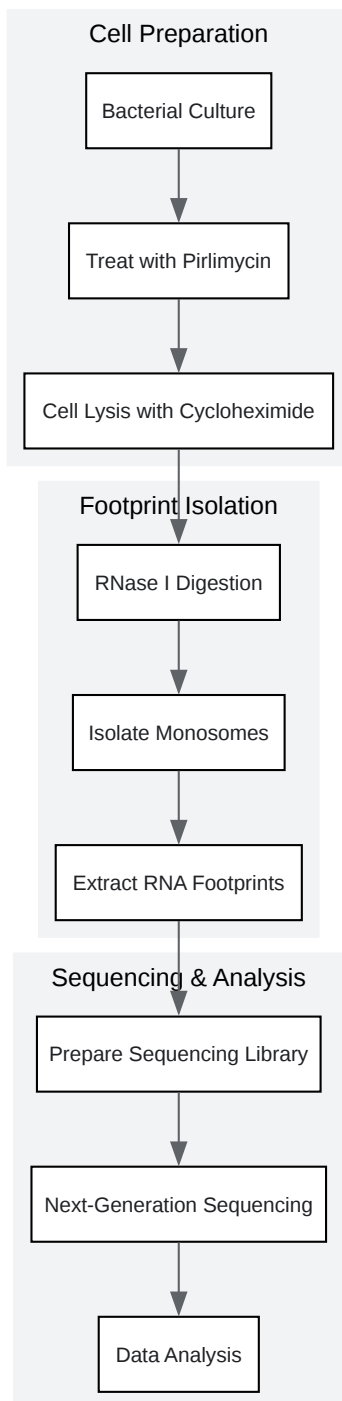 Cell Preparation
Bacterial Culture
Treat with Pirlimycin
Cell Lysis with Cycloheximide
Footprint Isolation
RNase I Digestion
Isolate Monosomes
Extract RNA Footprints
Sequencing & Analysis
Prepare Sequencing Library
Next-Generation Sequencing
Data Analysis